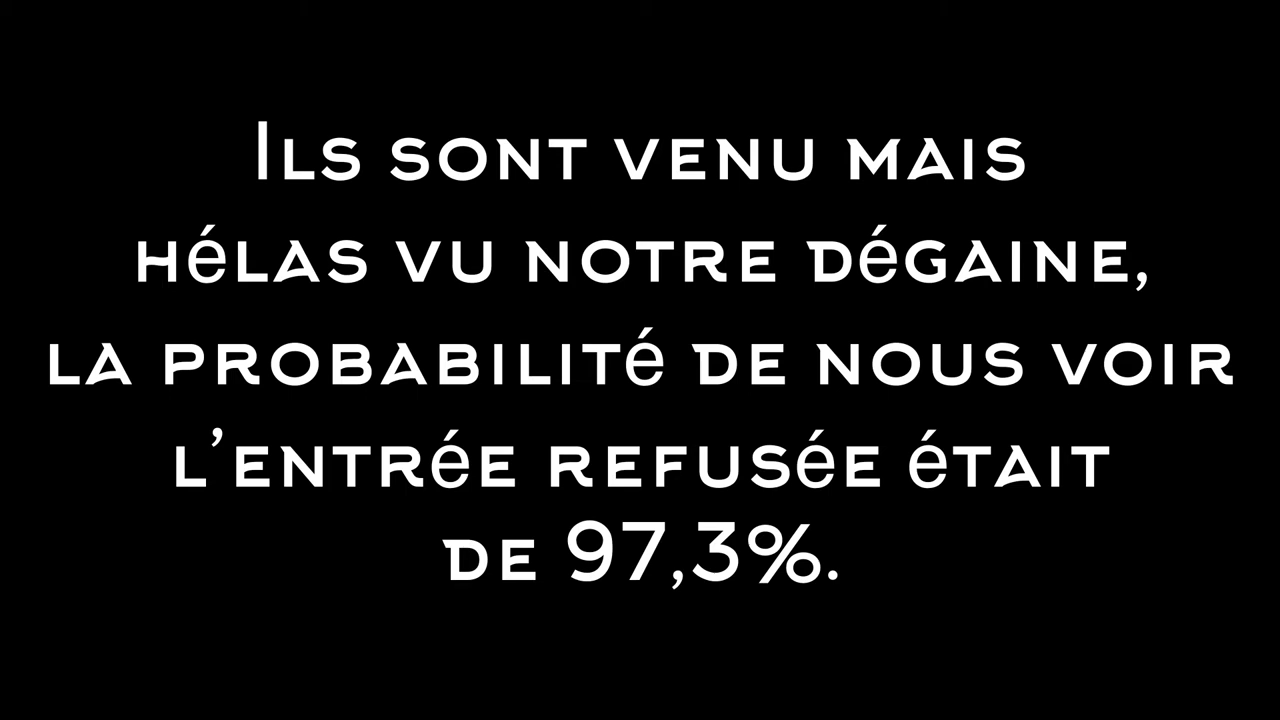 Ils sont venu mais
hélas vu notre dégaine,
la probabilité de nous voir
l’entrée refusée était
de 97,3%.